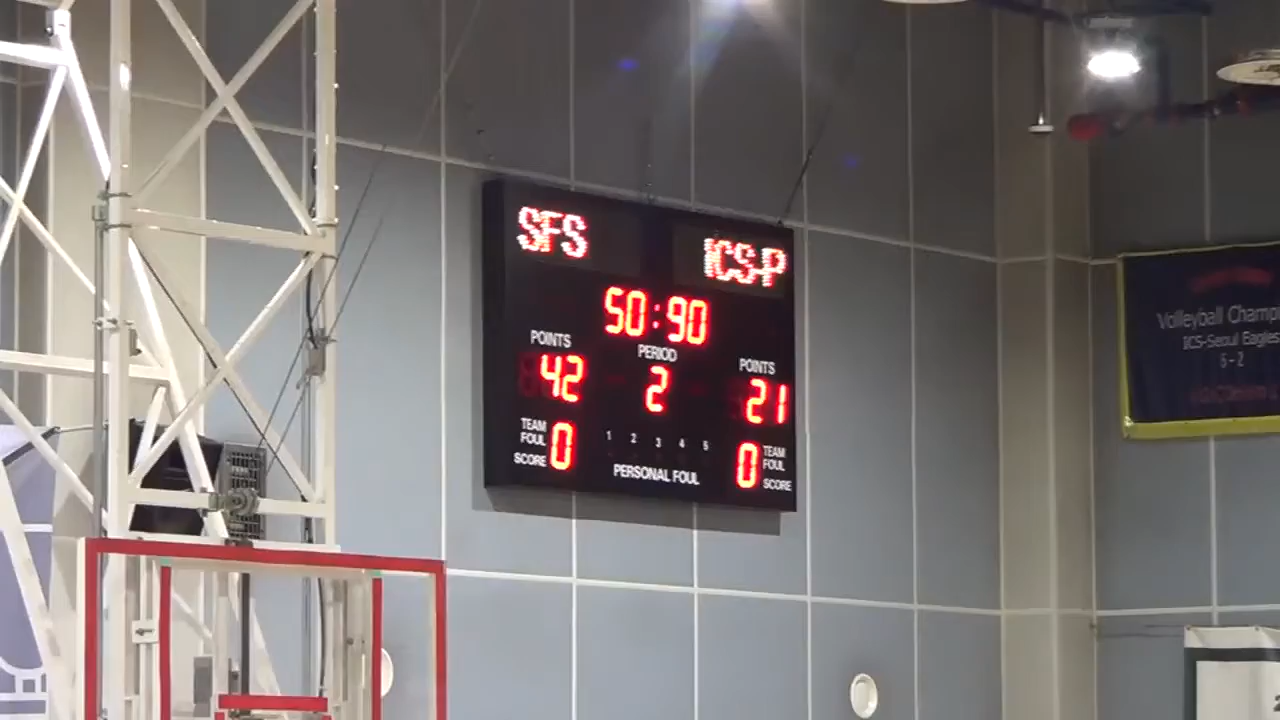 SFS
ICS-P
50:90
POINTS
PERIOD
POINTS
42
2
21
TEAM FOUL SCORE
0
1 2 3 4 5
0
TEAM FOUL SCORE
PERSONAL FOUL
Volleyball Champ
ICS-Seoul Eagles
6-2